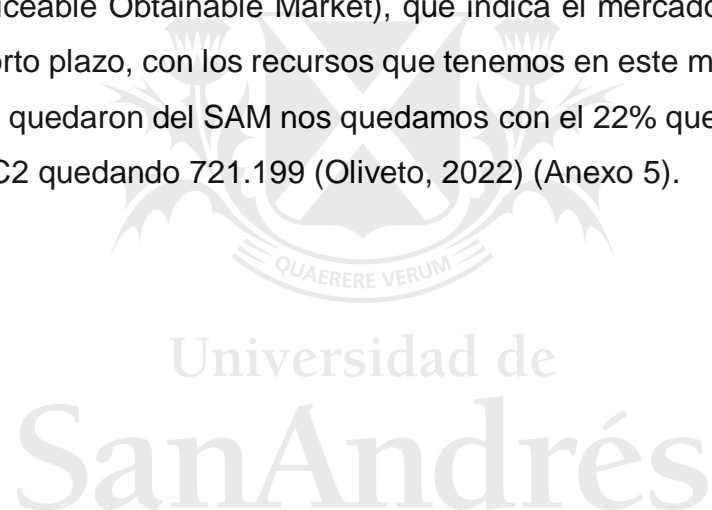 iceable Obtainable Market), que indica el mercado
orto plazo, con los recursos que tenemos en este m
quedaron del SAM nos quedamos con el 22% que
C2 quedando 721.199 (Oliveto, 2022) (Anexo 5).
QUAERERE VERUM
Universidad de
SanAndrés